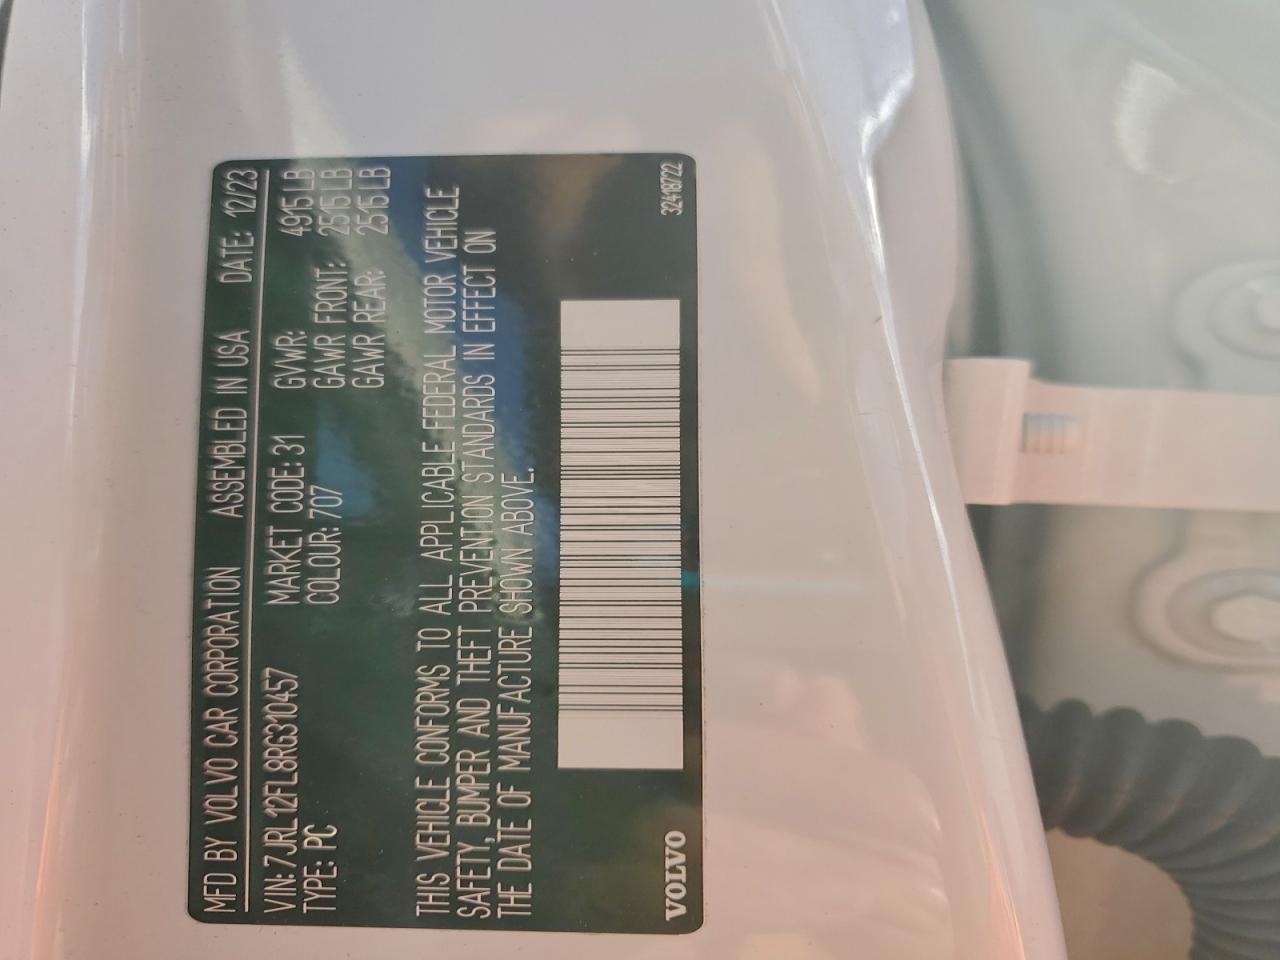 MFD BY VOLVO CAR CORPORATION ASSEMBLED IN USA DATE: 12/23
VIN: 7JRL12FL8RG310457 MARKET CODE: 31 GVWR: 4915 LB
TYPE: PC COLOUR: 707 GAWR FRONT: 2515 LB
GAWR REAR: 2515 LB
THIS VEHICLE CONFORMS TO ALL APPLICABLE FEDERAL MOTOR VEHICLE
SAFETY, BUMPER AND THEFT PREVENTION STANDARDS IN EFFECT ON
THE DATE OF MANUFACTURE SHOWN ABOVE.
VOLVO 32418722